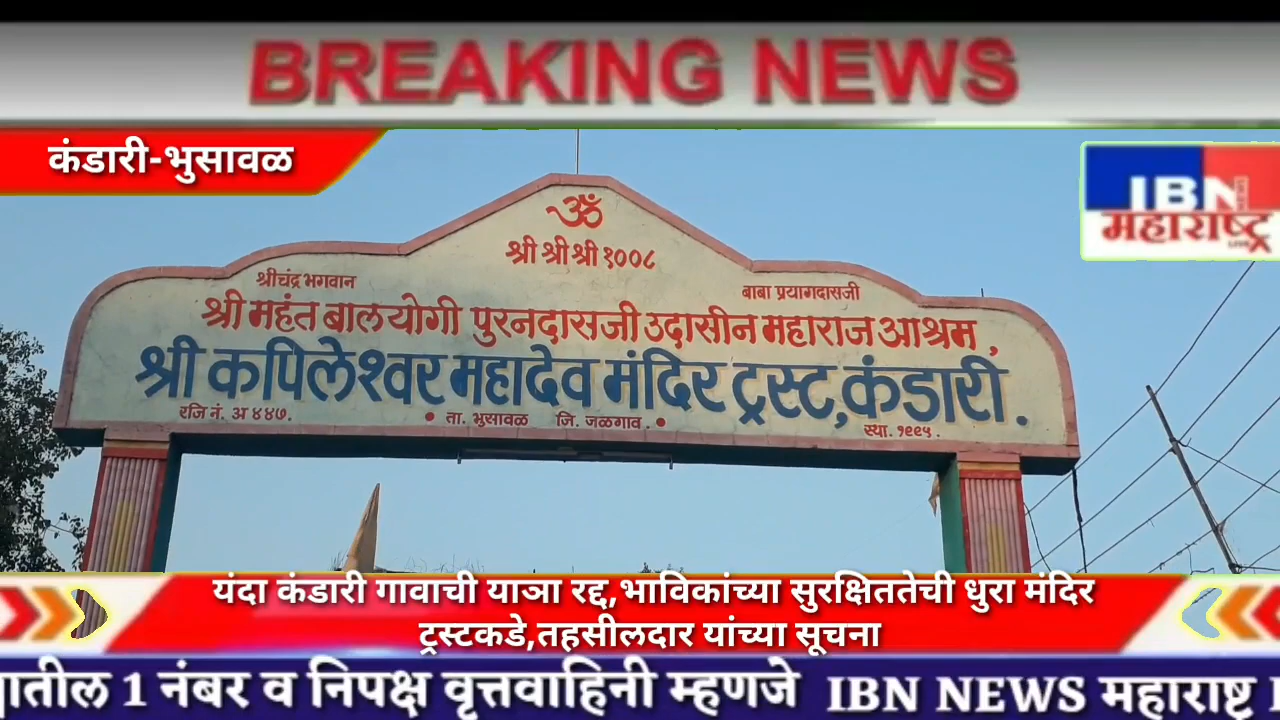 BREAKING NEWS
कंडारी-भुसावळ
IBN
NEWS
महाराष्ट्र
LIVE
ॐ
श्री श्री श्री १००८
श्रीचंद्र भगवान
बाबा प्रयागदासजी
श्री महंत बालयोगी पुरनदासजी उदासीन महाराज आश्रम ,
श्री कपिलेश्वर महादेव मंदिर ट्रस्ट,कंडारी .
रजि नं. अ ४४७. • ता. भुसावळ जि. जळगाव . • स्था. १९९५ .
यंदा कंडारी गावाची याञा रद्द,भाविकांच्या सुरक्षिततेची धुरा मंदिर
ट्रस्टकडे,तहसीलदार यांच्या सूचना
ातील 1 नंबर व निपक्ष वृत्तवाहिनी म्हणजे IBN NEWS महाराष्ट